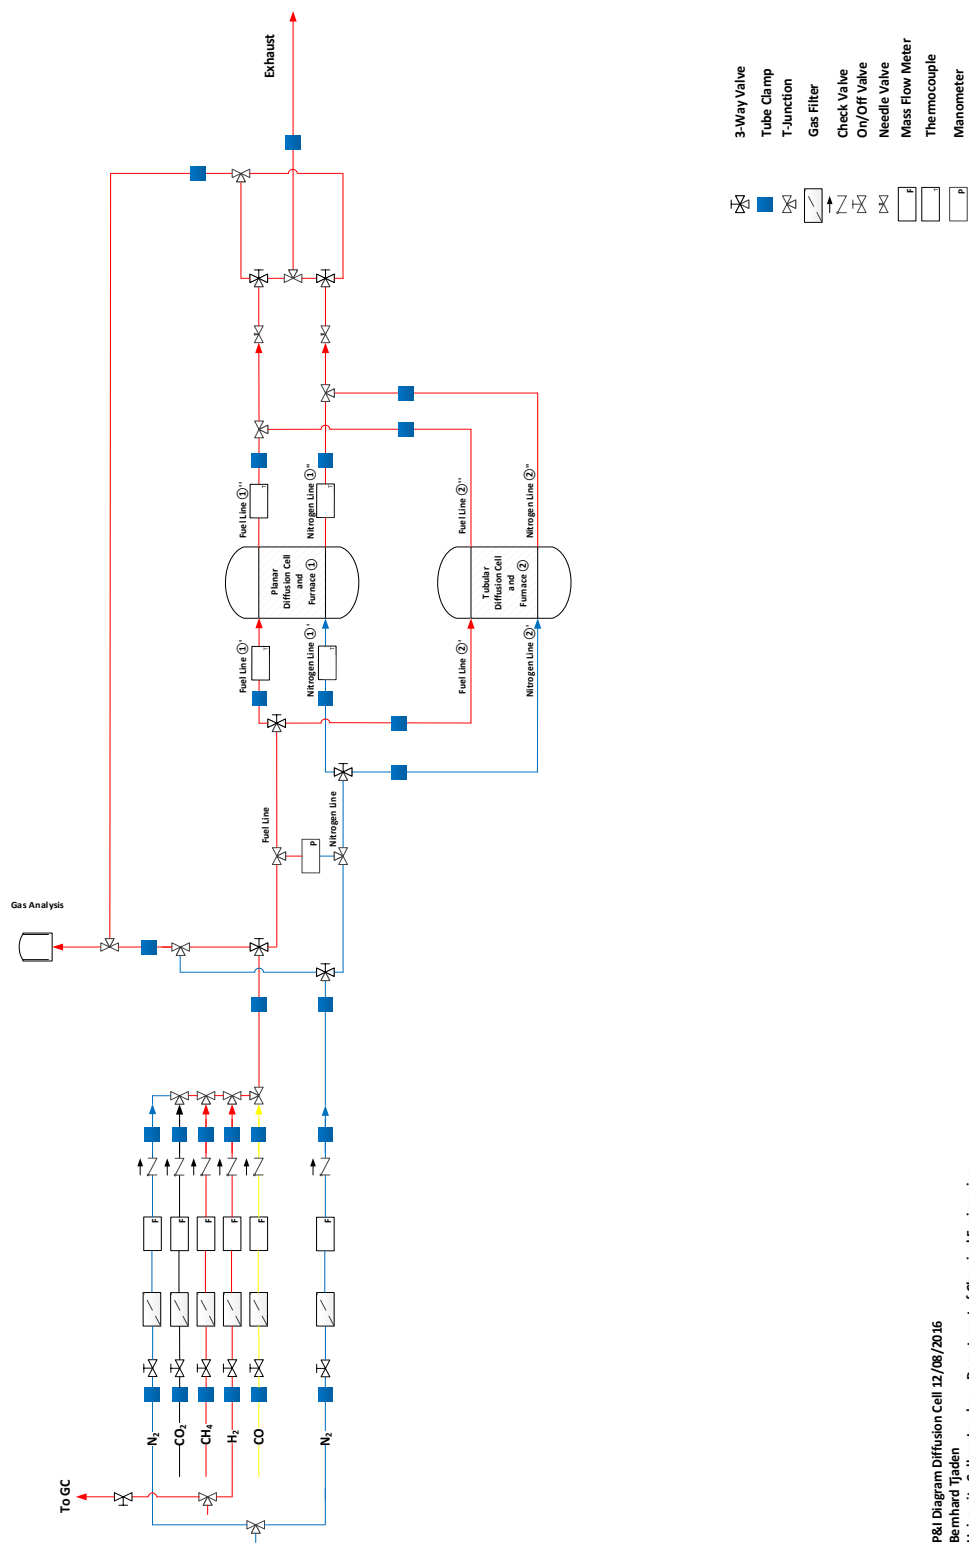 Exhaust
3-Way Valve
Tube Clamp
T-Junction
Gas Filter
Check Valve
On/Off Valve
Needle Valve
Mass Flow Meter
Thermocouple
Manometer
F
T
P
Fuel Line ①''
Nitrogen Line ①''
Fuel Line ②''
Nitrogen Line ②''
T
T
Planar
Diffusion Cell
and
Furnace ①
Tubular
Diffusion Cell
and
Furnace ②
Fuel Line ①'
Nitrogen Line ①'
Fuel Line ②'
Nitrogen Line ②'
T
T
Fuel Line
Nitrogen Line
P
Gas Analysis
F
F
F
F
F
F
N₂
CO₂
CH₄
H₂
CO
N₂
To GC
P&I Diagram Diffusion Cell 12/08/2016
Bernhard Tjaden